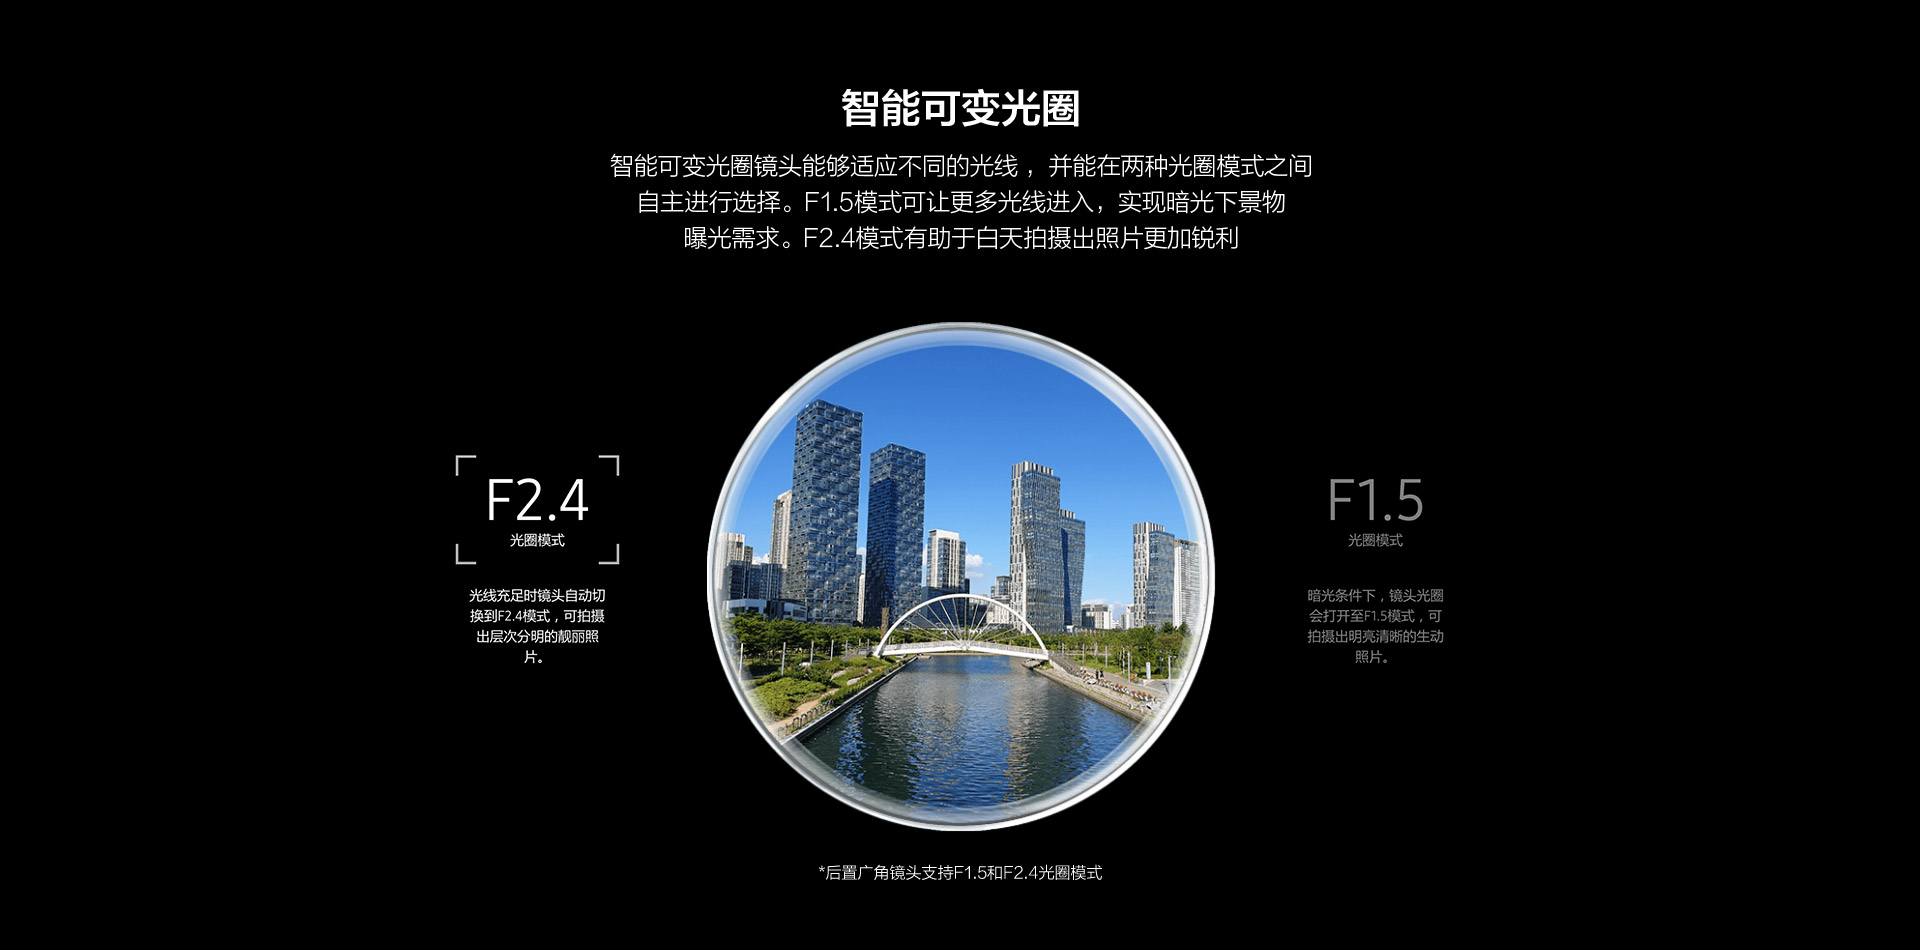 智能可变光圈
智能可变光圈镜头能够适应不同的光线，并能在两种光圈模式之间
自主进行选择。F1.5模式可让更多光线进入，实现暗光下景物
曝光需求。F2.4模式有助于白天拍摄出照片更加锐利
F2.4
光圈模式
光线充足时镜头自动切
换到F2.4模式，可拍摄
出层次分明的靓丽照
片。
F1.5
光圈模式
暗光条件下，镜头光圈
会打开至F1.5模式，可
拍摄出明亮清晰的生动
照片。
*后置广角镜头支持F1.5和F2.4光圈模式